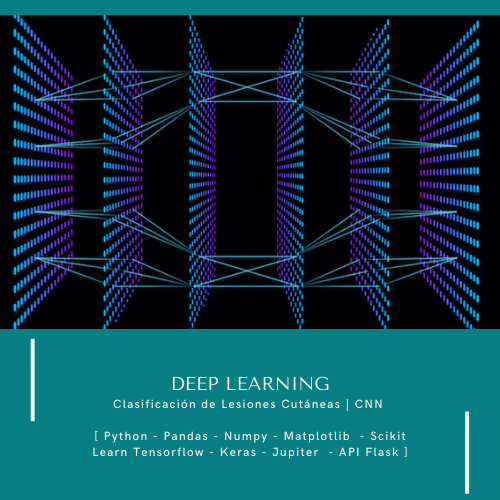 DEEP LEARNING
Clasificación de Lesiones Cutáneas | CNN
[ Python - Pandas - Numpy - Matplotlib - Scikit
Learn Tensorflow - Keras - Jupiter - API Flask ]